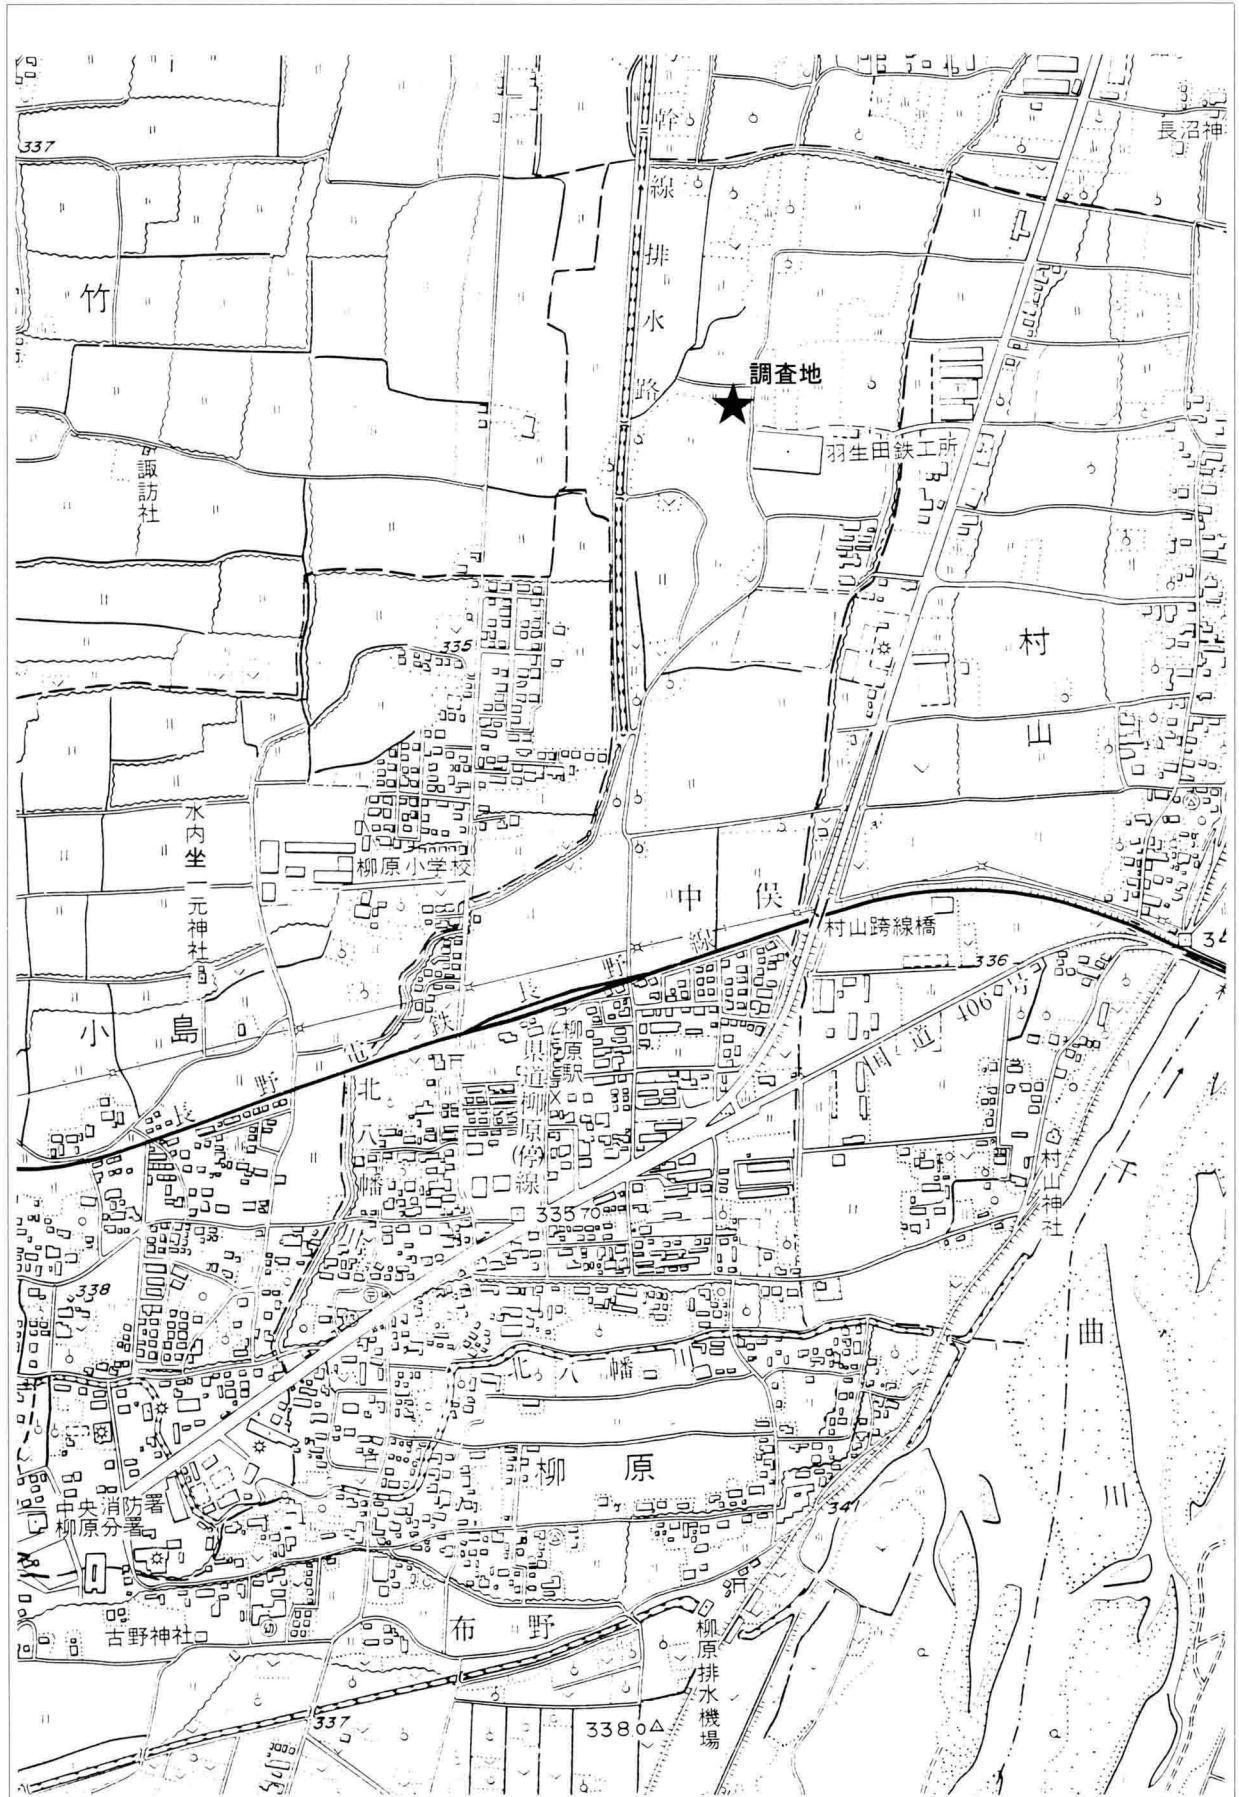 幹線排水路
長沼神
337
竹
調査地
羽生田鉄工所
諏訪社
335
村山
水内坐一元神社
柳原小学校
中俣
村山跨線橋
336
国道406号
小島
長野電鉄長野線
柳原駅
県道柳原(停)線
北八幡
村山神社
3357
338
千曲川
北八幡川
柳原
341
中央消防署
柳原分署
古野神社
布野
柳原排水機場
337
3380